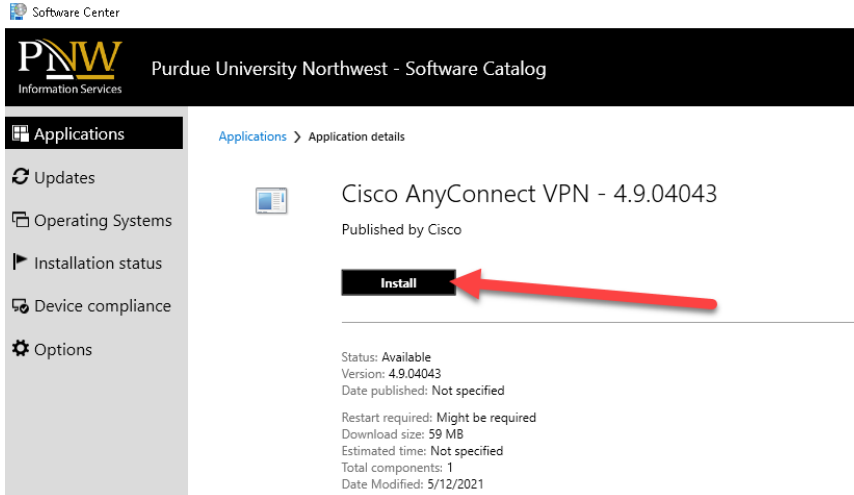 Software Center
PNW
Information Services
Purdue University Northwest - Software Catalog
Applications
Updates
Operating Systems
Installation status
Device compliance
Options
Applications > Application details
Cisco AnyConnect VPN - 4.9.04043
Published by Cisco
Install
Status: Available
Version: 4.9.04043
Date published: Not specified
Restart required: Might be required
Download size: 59 MB
Estimated time: Not specified
Total components: 1
Date Modified: 5/12/2021